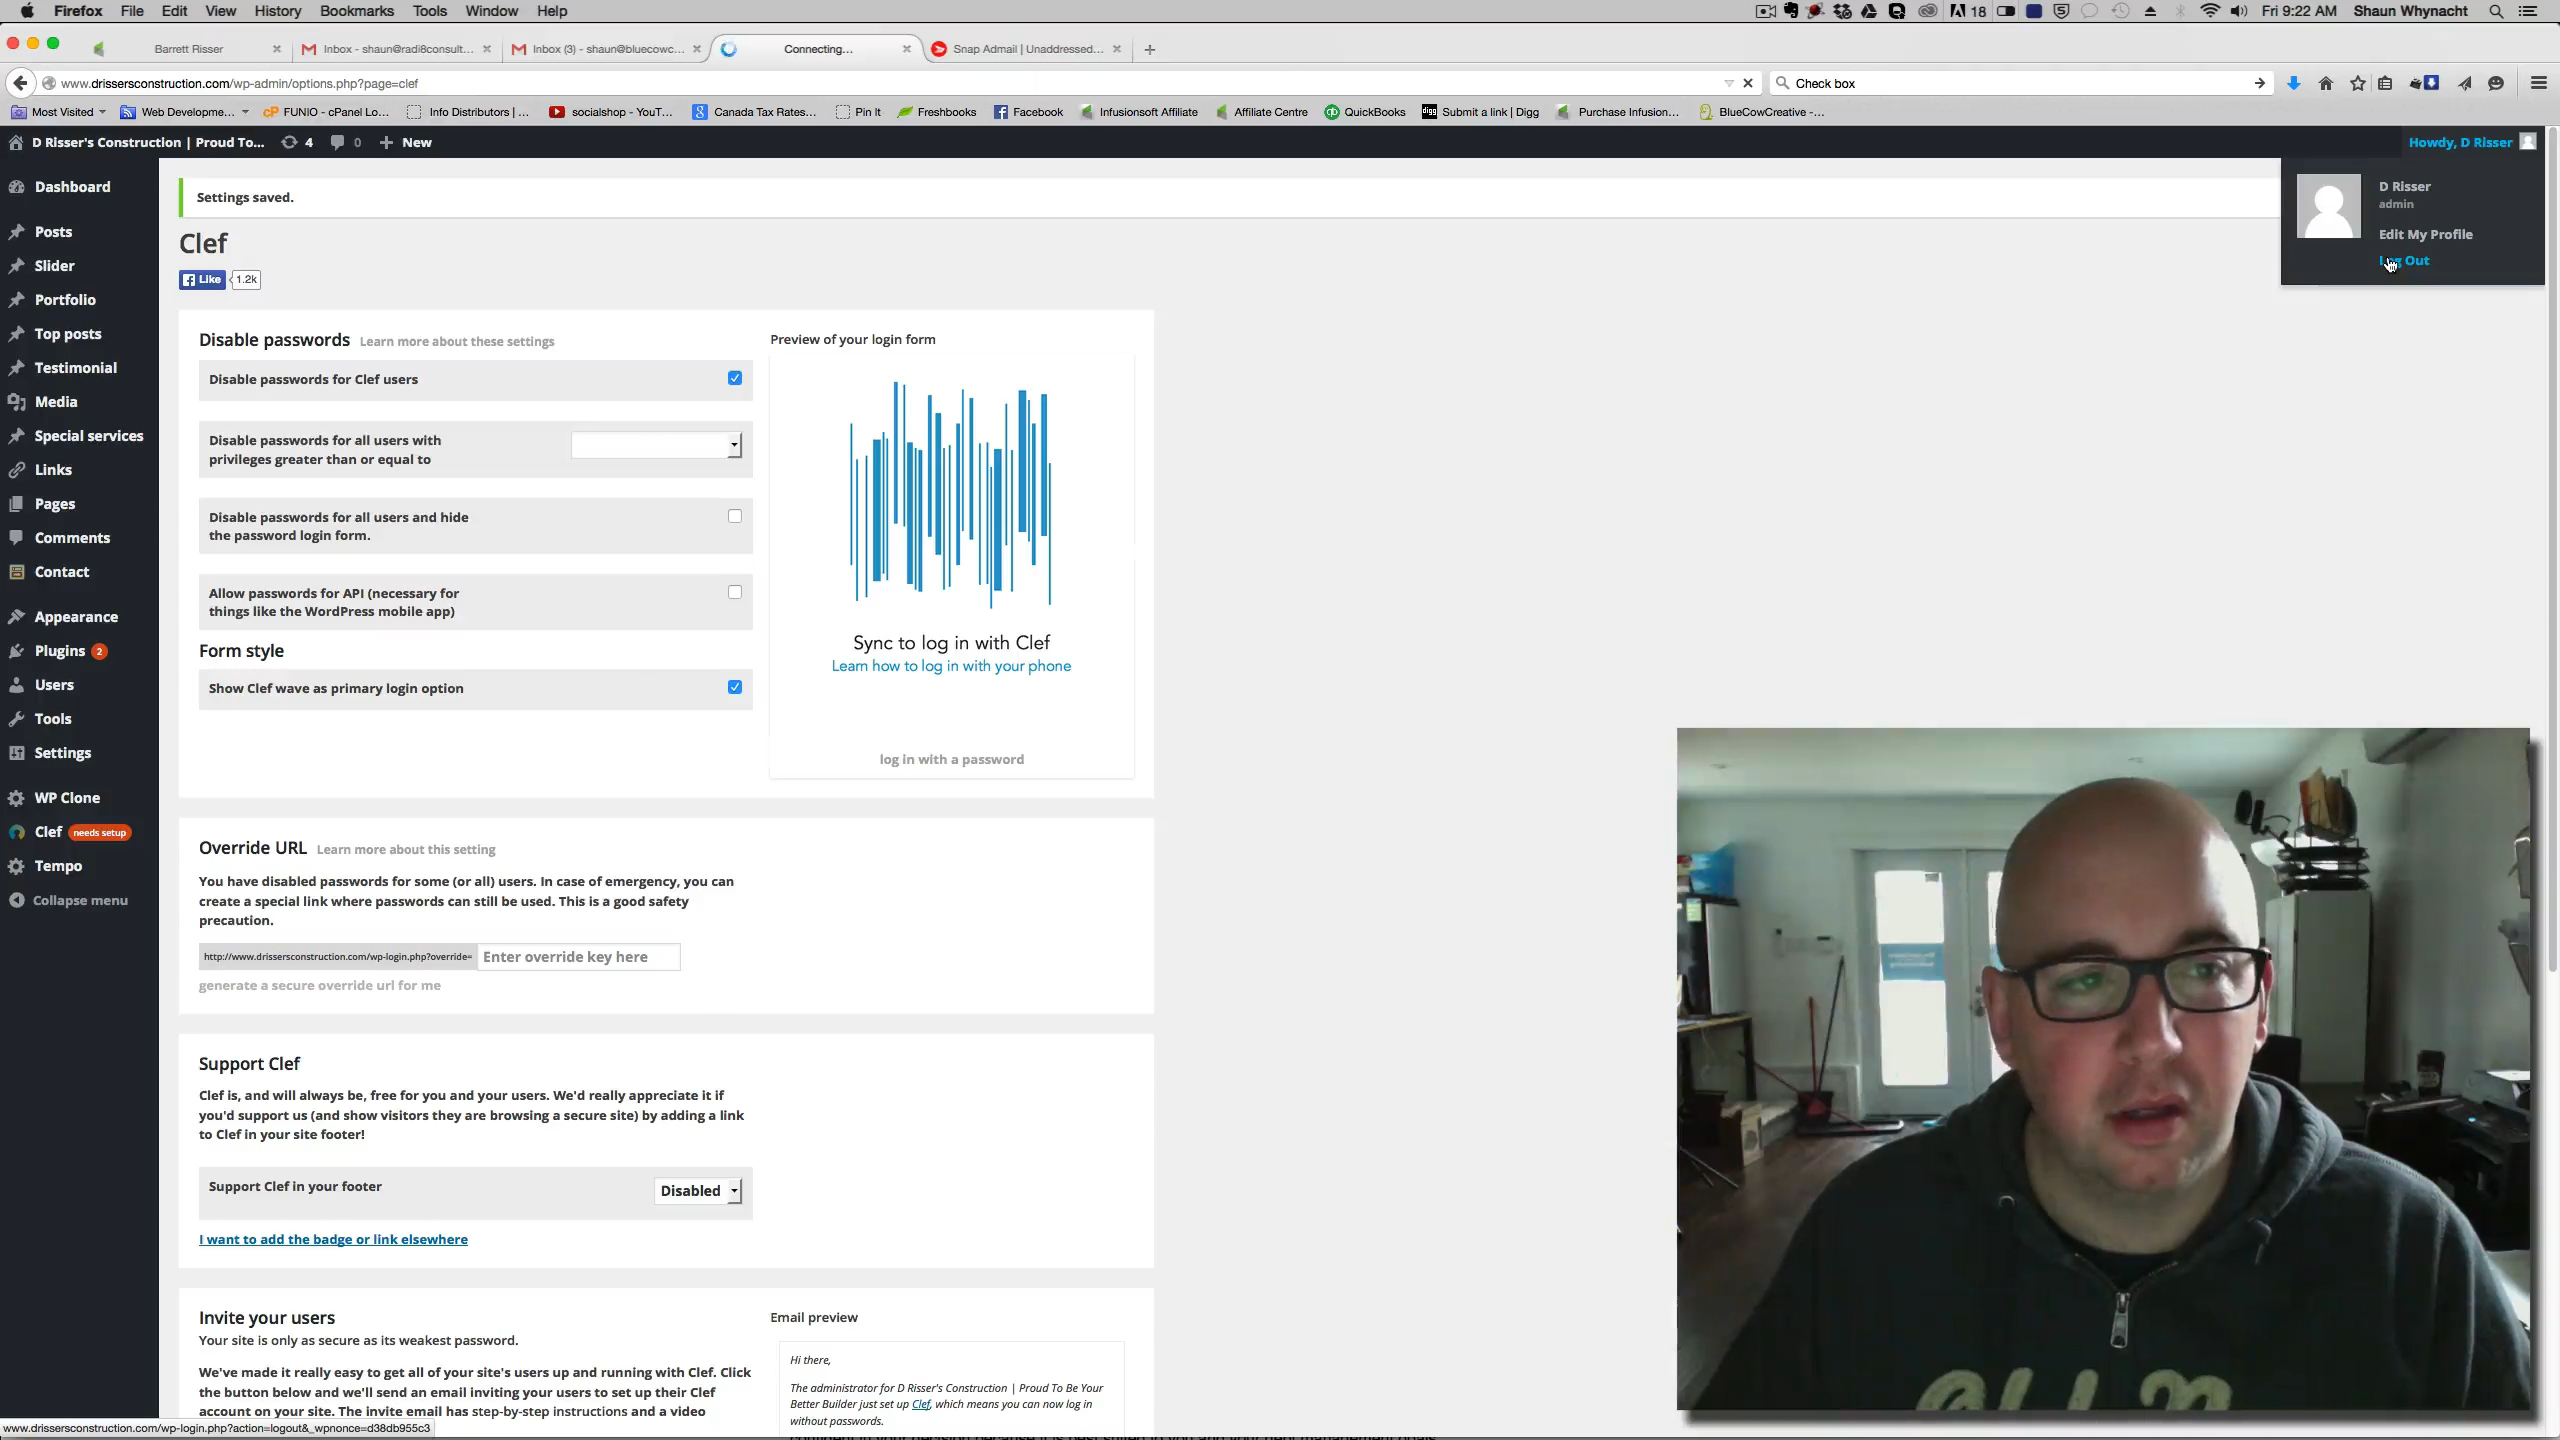 Firefox File Edit View History Bookmarks Tools Window Help
18 Fri 9:22 AM Shaun Whynacht
Barrett Risser
Inbox - shaun@radi8consult...
Inbox (3) - shaun@bluecowc...
Connecting...
Snap Admail | Unaddressed...
www.drissersconstruction.com/wp-admin/options.php?page=clef
Check box
Most Visited
Web Developme...
cP FUNIO - cPanel Lo...
Info Distributors | ...
socialshop - YouT...
Canada Tax Rates...
Pin It
Freshbooks
Facebook
Infusionsoft Affiliate
Affiliate Centre
QuickBooks
digg Submit a link | Digg
Purchase Infusion...
BlueCowCreative -...
D Risser's Construction | Proud To... 4 0 + New
Howdy, D Risser
D Risser
admin
Edit My Profile
Log Out
Dashboard
Posts
Slider
Portfolio
Top posts
Testimonial
Media
Special services
Links
Pages
Comments
Contact
Appearance
Plugins 2
Users
Tools
Settings
WP Clone
Clef needs setup
Tempo
Collapse menu
Settings saved.
Clef
Like 1.2k
Disable passwords Learn more about these settings
Disable passwords for Clef users
Disable passwords for all users with
privileges greater than or equal to
Disable passwords for all users and hide
the password login form.
Allow passwords for API (necessary for
things like the WordPress mobile app)
Form style
Show Clef wave as primary login option
Preview of your login form
Sync to log in with Clef
Learn how to log in with your phone
log in with a password
Override URL Learn more about this setting
You have disabled passwords for some (or all) users. In case of emergency, you can
create a special link where passwords can still be used. This is a good safety
precaution.
http://www.drissersconstruction.com/wp-login.php?override= Enter override key here
generate a secure override url for me
Support Clef
Clef is, and will always be, free for you and your users. We'd really appreciate it if
you'd support us (and show visitors they are browsing a secure site) by adding a link
to Clef in your site footer!
Support Clef in your footer Disabled
I want to add the badge or link elsewhere
Invite your users
Your site is only as secure as its weakest password.
We've made it really easy to get all of your site's users up and running with Clef. Click
the button below and we'll send an email inviting your users to set up their Clef
account on your site. The invite email has step-by-step instructions and a video
Email preview
Hi there,
The administrator for D Risser's Construction | Proud To Be Your
Better Builder just set up Clef, which means you can now log in
without passwords.
www.drissersconstruction.com/wp-login.php?action=logout&_wpnonce=d38db955c3